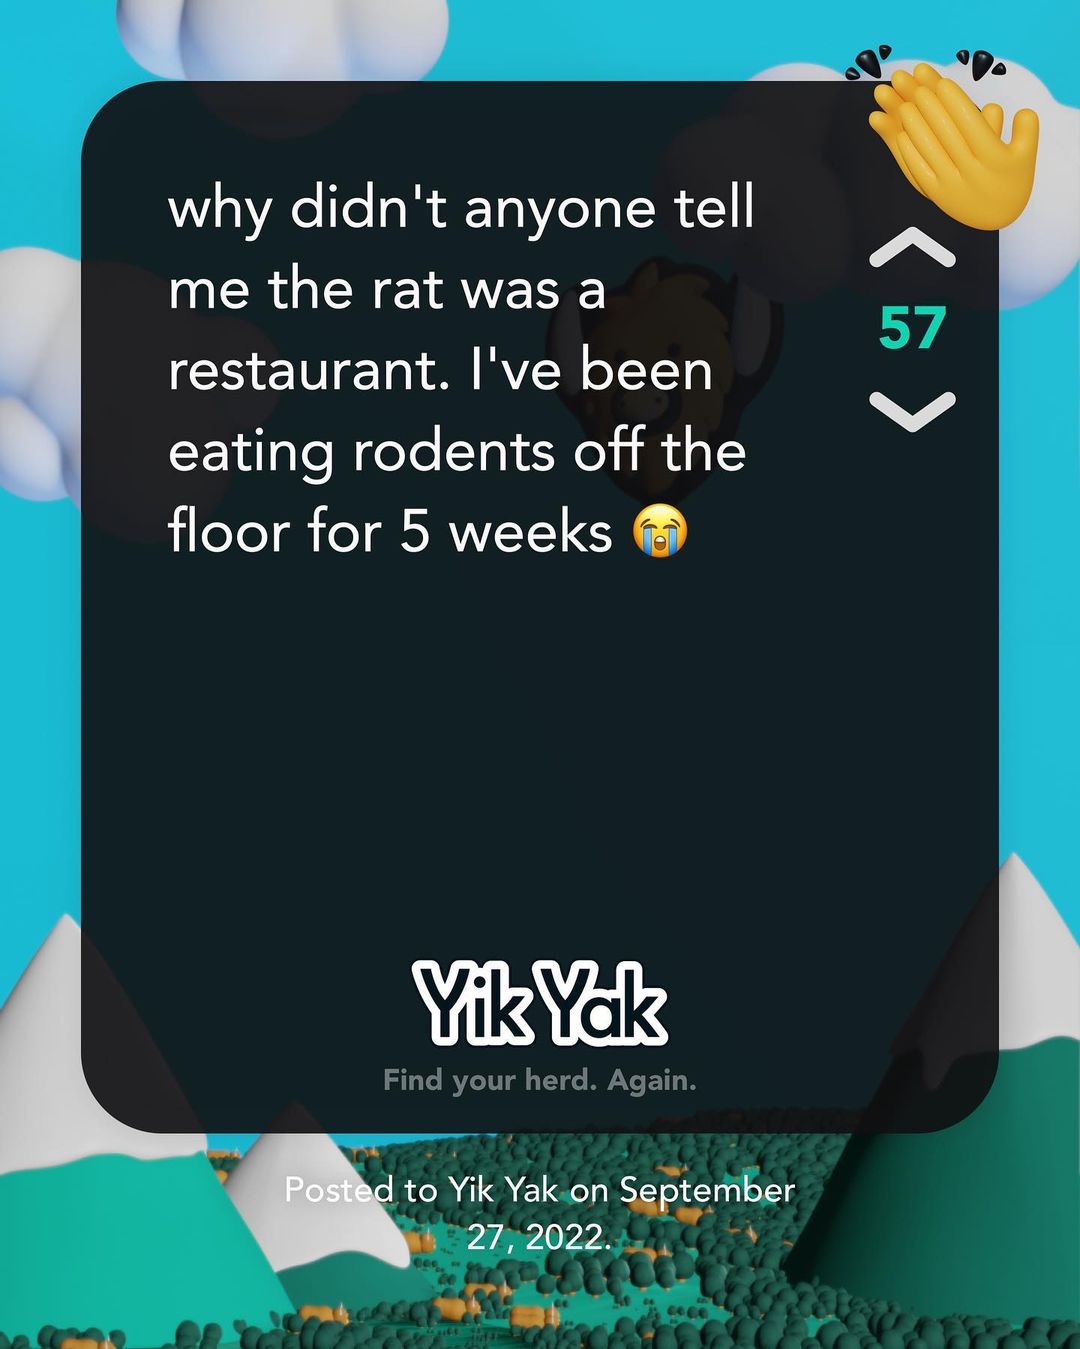 why didn't anyone tell
me the rat was a
restaurant. I've been
eating rodents off the
floor for 5 weeks 😭
57
Yik Yak
Find your herd. Again.
Posted to Yik Yak on September
27, 2022.